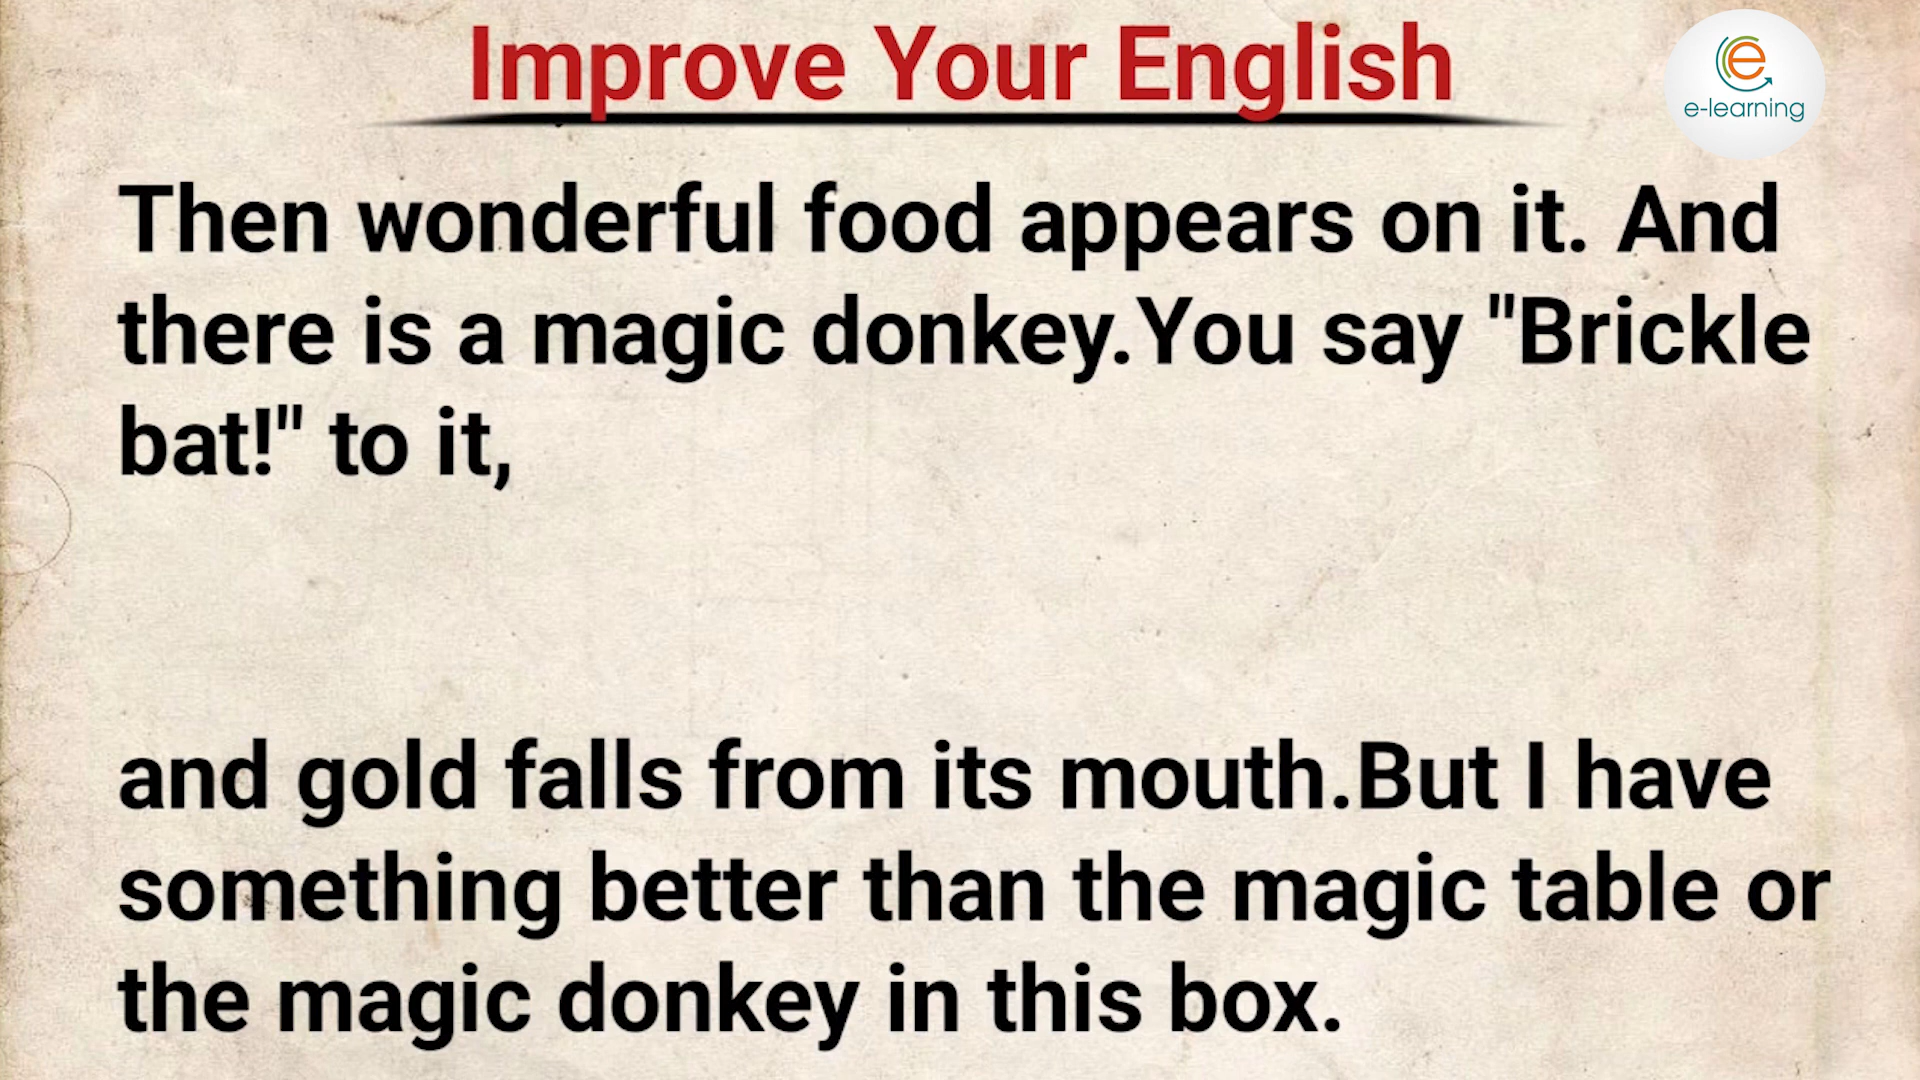 Improve Your English
e
e-learning
Then wonderful food appears on it. And
there is a magic donkey.You say "Brickle
bat!" to it,
and gold falls from its mouth.But I have
something better than the magic table or
the magic donkey in this box.